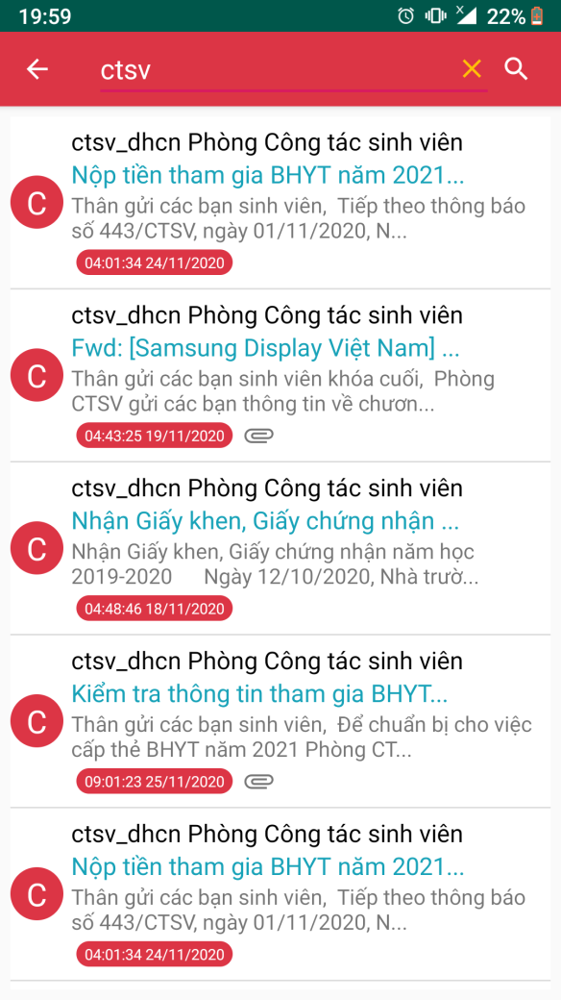 19:59
22%
ctsv
ctsv_dhcn Phòng Công tác sinh viên
Nộp tiền tham gia BHYT năm 2021...
C
Thân gửi các bạn sinh viên, Tiếp theo thông báo
số 443/CTSV, ngày 01/11/2020, N...
04:01:34 24/11/2020
ctsv_dhcn Phòng Công tác sinh viên
Fwd: [Samsung Display Việt Nam] ...
C
Thân gửi các bạn sinh viên khóa cuối, Phòng
CTSV gửi các bạn thông tin về chươn...
04:43:25 19/11/2020
ctsv_dhcn Phòng Công tác sinh viên
Nhận Giấy khen, Giấy chứng nhận ...
C
Nhận Giấy khen, Giấy chứng nhận năm học
2019-2020 Ngày 12/10/2020, Nhà trườ...
04:48:46 18/11/2020
ctsv_dhcn Phòng Công tác sinh viên
Kiểm tra thông tin tham gia BHYT...
C
Thân gửi các bạn sinh viên, Để chuẩn bị cho việc
cấp thẻ BHYT năm 2021 Phòng CT...
09:01:23 25/11/2020
ctsv_dhcn Phòng Công tác sinh viên
Nộp tiền tham gia BHYT năm 2021...
C
Thân gửi các bạn sinh viên, Tiếp theo thông báo
số 443/CTSV, ngày 01/11/2020, N...
04:01:34 24/11/2020